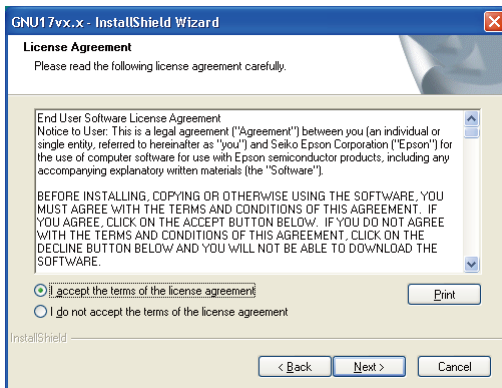 GNU17vx.x - InstallShield Wizard
License Agreement
Please read the following license agreement carefully.
End User Software License Agreement
Notice to User: This is a legal agreement ("Agreement") between you (an individual or
single entity, referred to hereinafter as "you") and Seiko Epson Corporation ("Epson") for
the use of computer software for use with Epson semiconductor products, including any
accompanying explanatory written materials (the "Software").
BEFORE INSTALLING, COPYING OR OTHERWISE USING THE SOFTWARE, YOU
MUST AGREE WITH THE TERMS AND CONDITIONS OF THIS AGREEMENT. IF
YOU AGREE, CLICK ON THE ACCEPT BUTTON BELOW. IF YOU DO NOT AGREE
WITH THE TERMS AND CONDITIONS OF THIS AGREEMENT, CLICK ON THE
DECLINE BUTTON BELOW AND YOU WILL NOT BE ABLE TO DOWNLOAD THE
SOFTWARE.
I accept the terms of the license agreement
Print
I do not accept the terms of the license agreement
InstallShield
< Back Next > Cancel